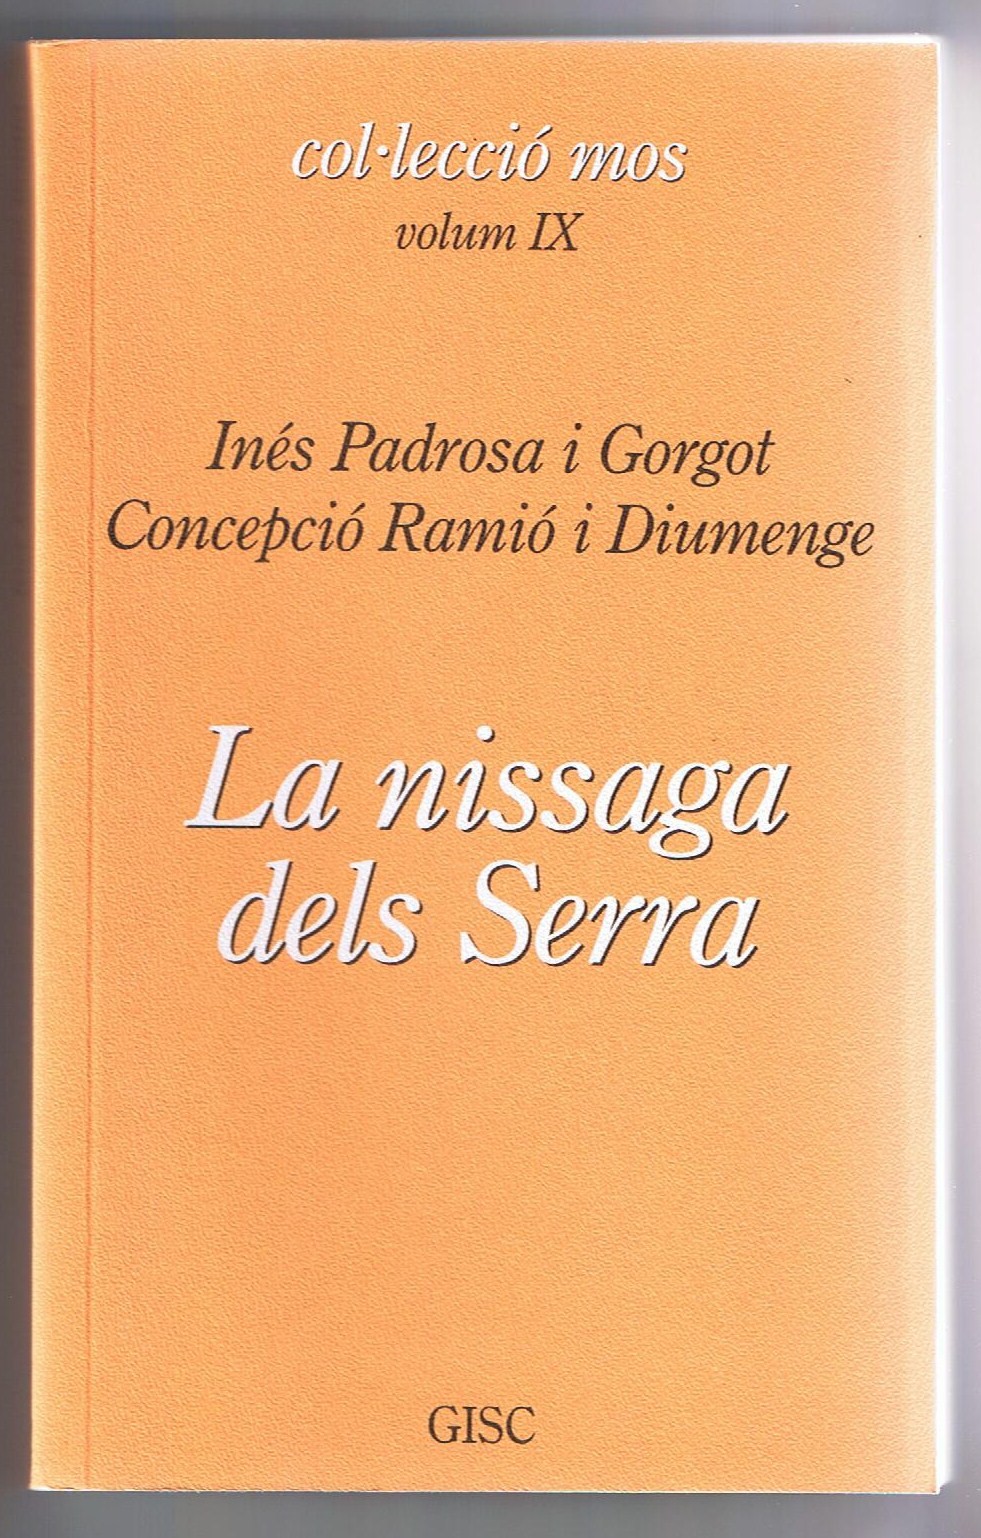 col·lecció mos
volum IX
Inés Padrosa i Gorgot
Concepció Ramió i Diumenge
La nissaga
dels Serra
GISC